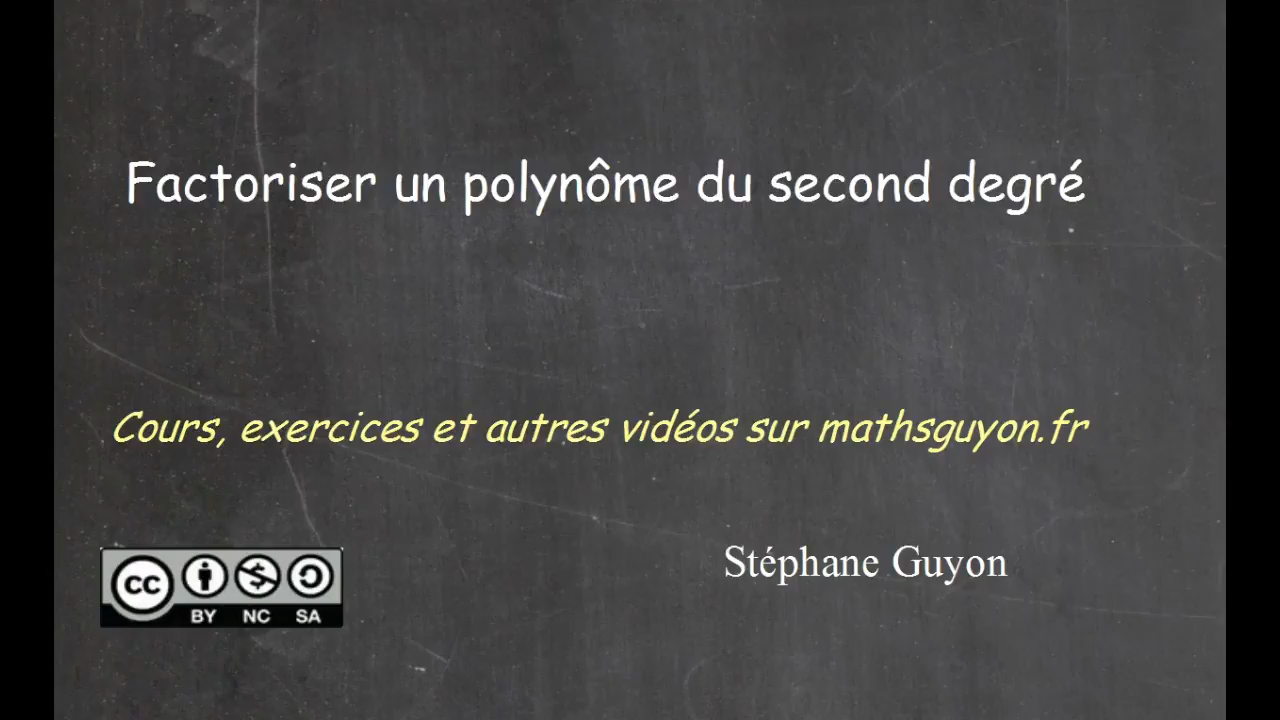 Factoriser un polynôme du second degré
Cours, exercices et autres vidéos sur mathsguyon.fr
Stéphane Guyon
CC BY NC SA